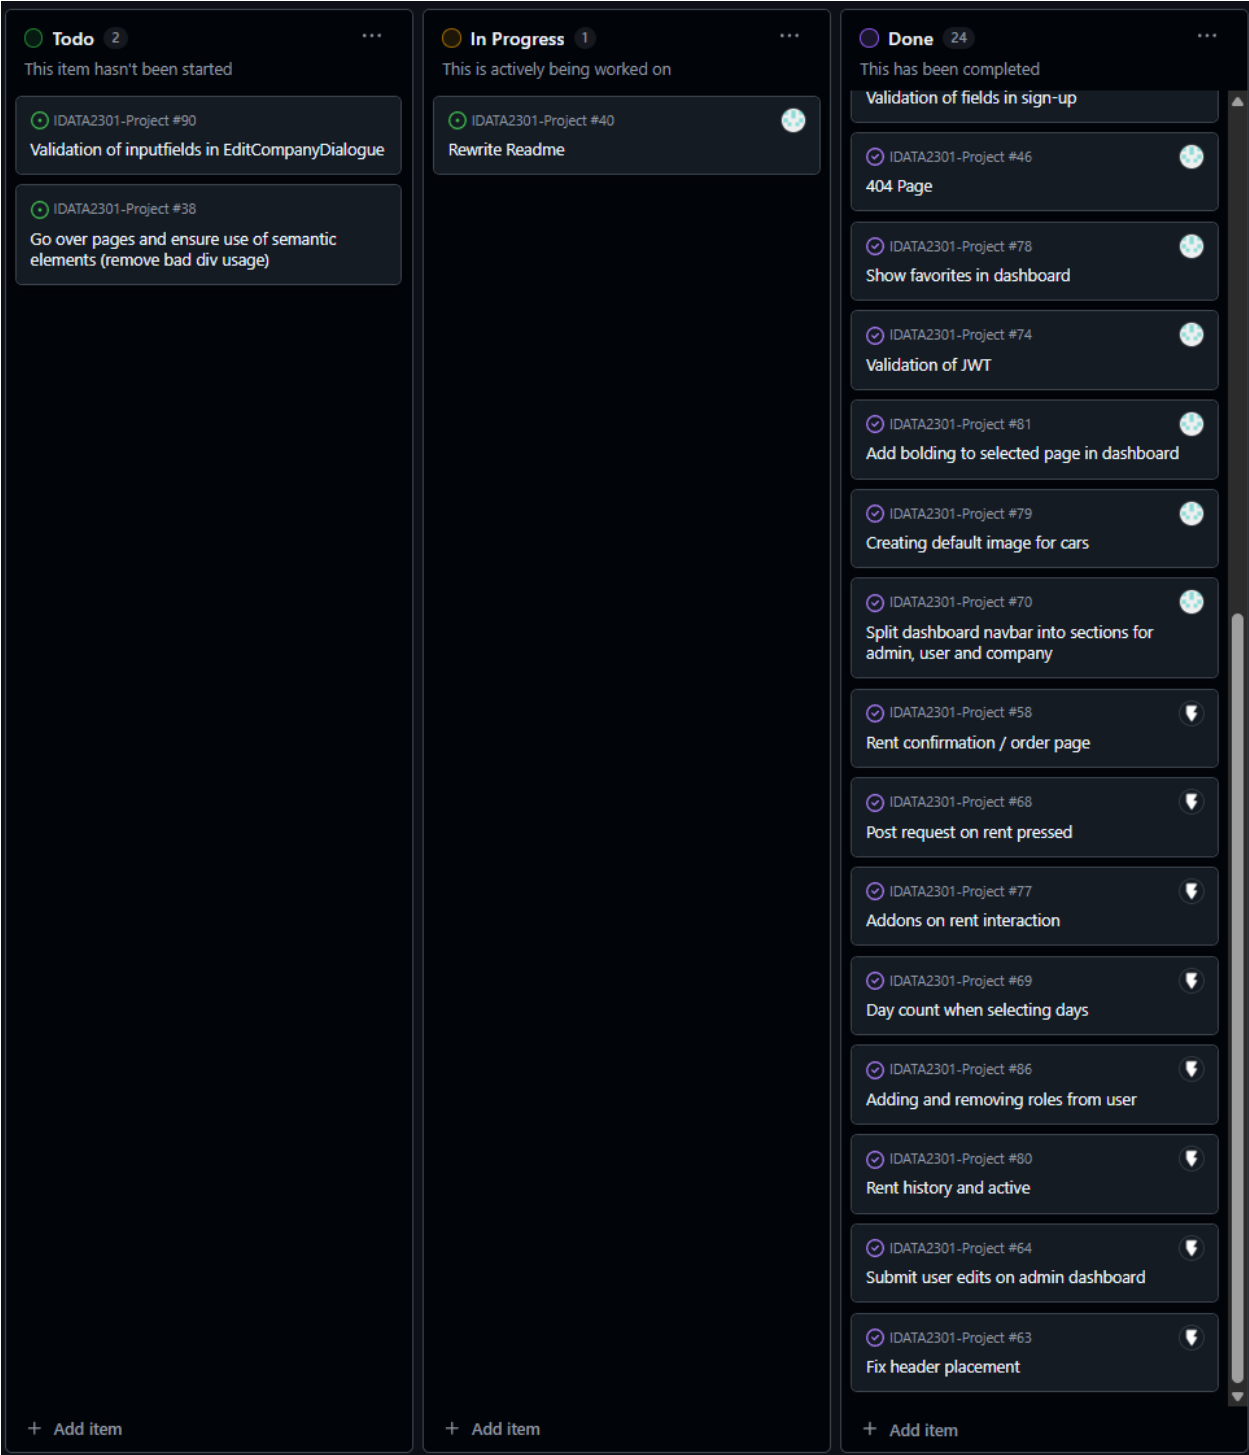 Todo 2
This item hasn't been started
IDATA2301-Project #90
Validation of inputfields in EditCompanyDialogue
IDATA2301-Project #38
Go over pages and ensure use of semantic
elements (remove bad div usage)
+ Add item
In Progress 1
This is actively being worked on
IDATA2301-Project #40
Rewrite Readme
+ Add item
Done 24
This has been completed
Validation of fields in sign-up
IDATA2301-Project #46
404 Page
IDATA2301-Project #78
Show favorites in dashboard
IDATA2301-Project #74
Validation of JWT
IDATA2301-Project #81
Add bolding to selected page in dashboard
IDATA2301-Project #79
Creating default image for cars
IDATA2301-Project #70
Split dashboard navbar into sections for
admin, user and company
IDATA2301-Project #58
Rent confirmation / order page
IDATA2301-Project #68
Post request on rent pressed
IDATA2301-Project #77
Addons on rent interaction
IDATA2301-Project #69
Day count when selecting days
IDATA2301-Project #86
Adding and removing roles from user
IDATA2301-Project #80
Rent history and active
IDATA2301-Project #64
Submit user edits on admin dashboard
IDATA2301-Project #63
Fix header placement
+ Add item